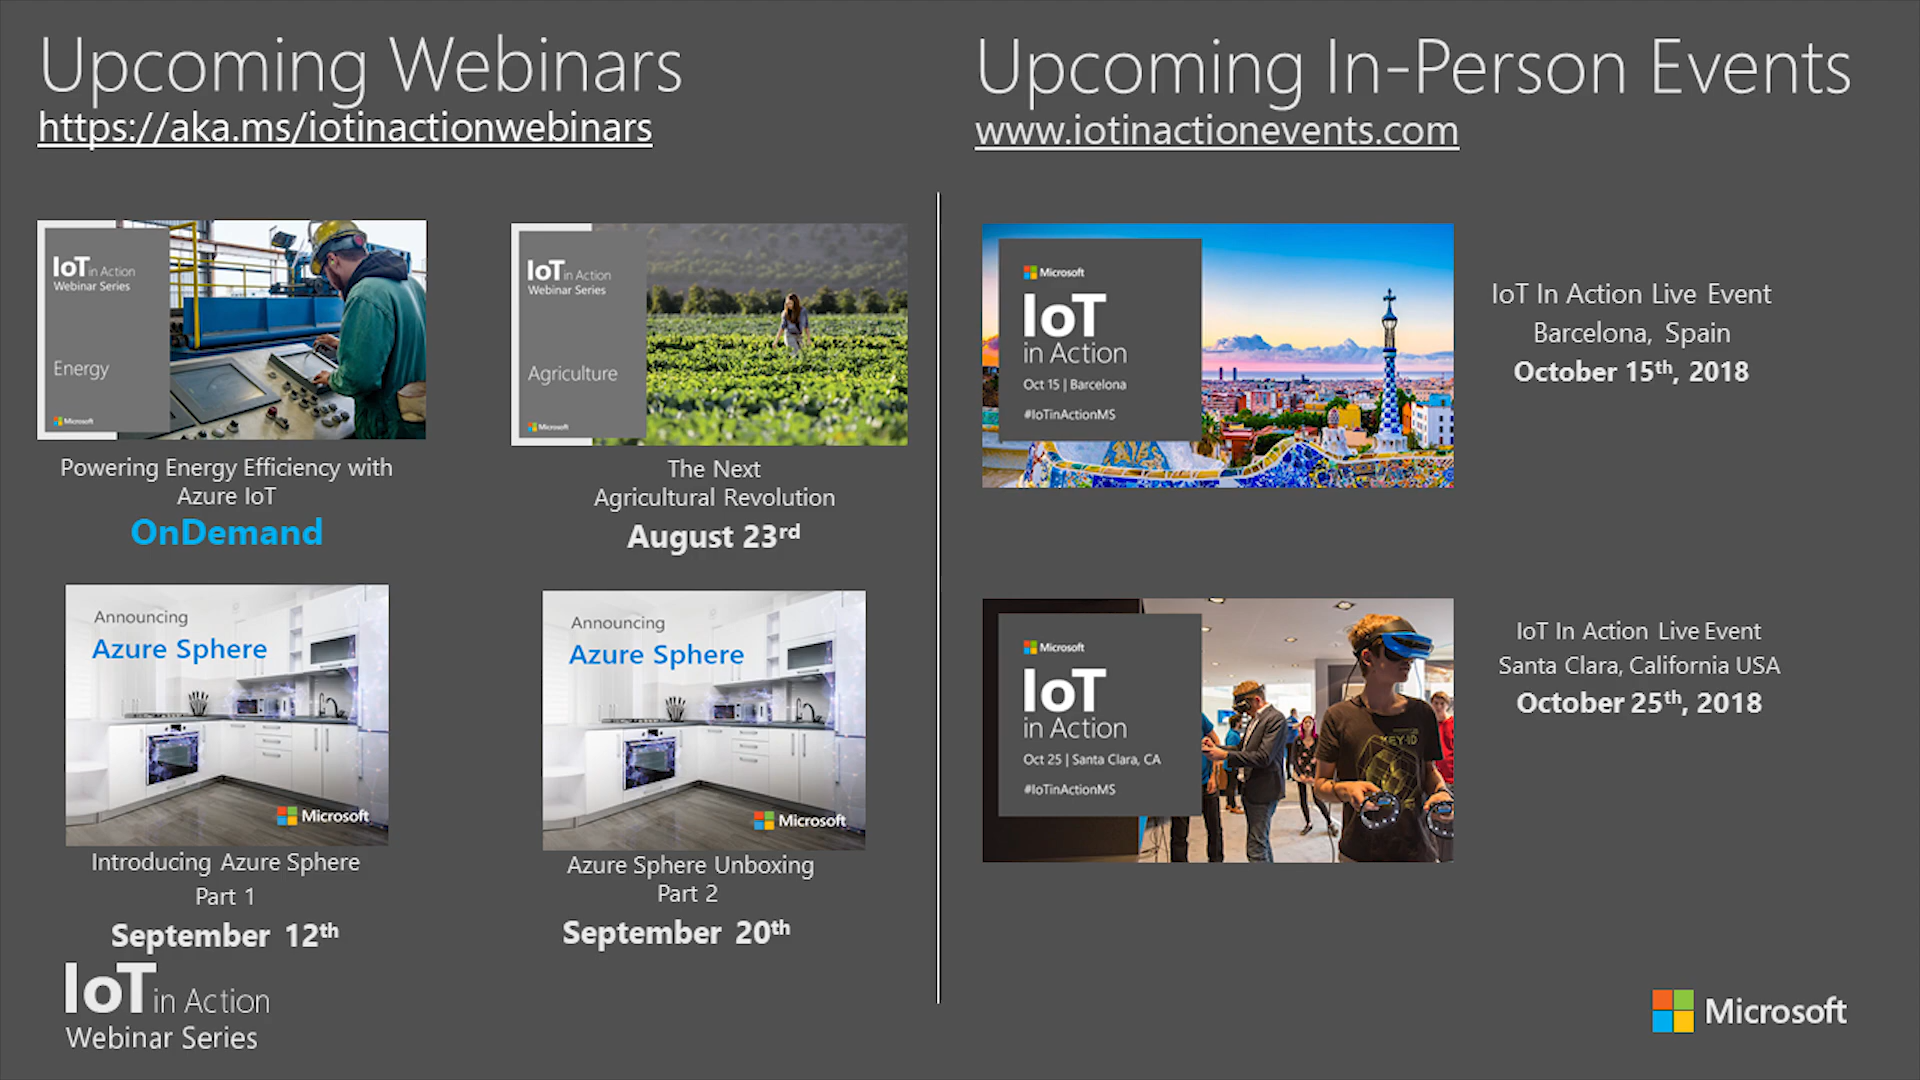 Upcoming Webinars
https://aka.ms/iotinactionwebinars
IoT in Action
Webinar Series
Energy
Microsoft
Powering Energy Efficiency with
Azure IoT
OnDemand
IoT in Action
Webinar Series
Agriculture
Microsoft
The Next
Agricultural Revolution
August 23rd
Announcing
Azure Sphere
Microsoft
Introducing Azure Sphere
Part 1
September 12th
Announcing
Azure Sphere
Microsoft
Azure Sphere Unboxing
Part 2
September 20th
IoT in Action
Webinar Series
Upcoming In-Person Events
www.iotinactionevents.com
Microsoft
IoT
in Action
Oct 15 | Barcelona
#IoTinActionMS
IoT In Action Live Event
Barcelona, Spain
October 15th, 2018
Microsoft
IoT
in Action
Oct 25 | Santa Clara, CA
#IoTinActionMS
KEY-ID
IoT In Action Live Event
Santa Clara, California USA
October 25th, 2018
Microsoft